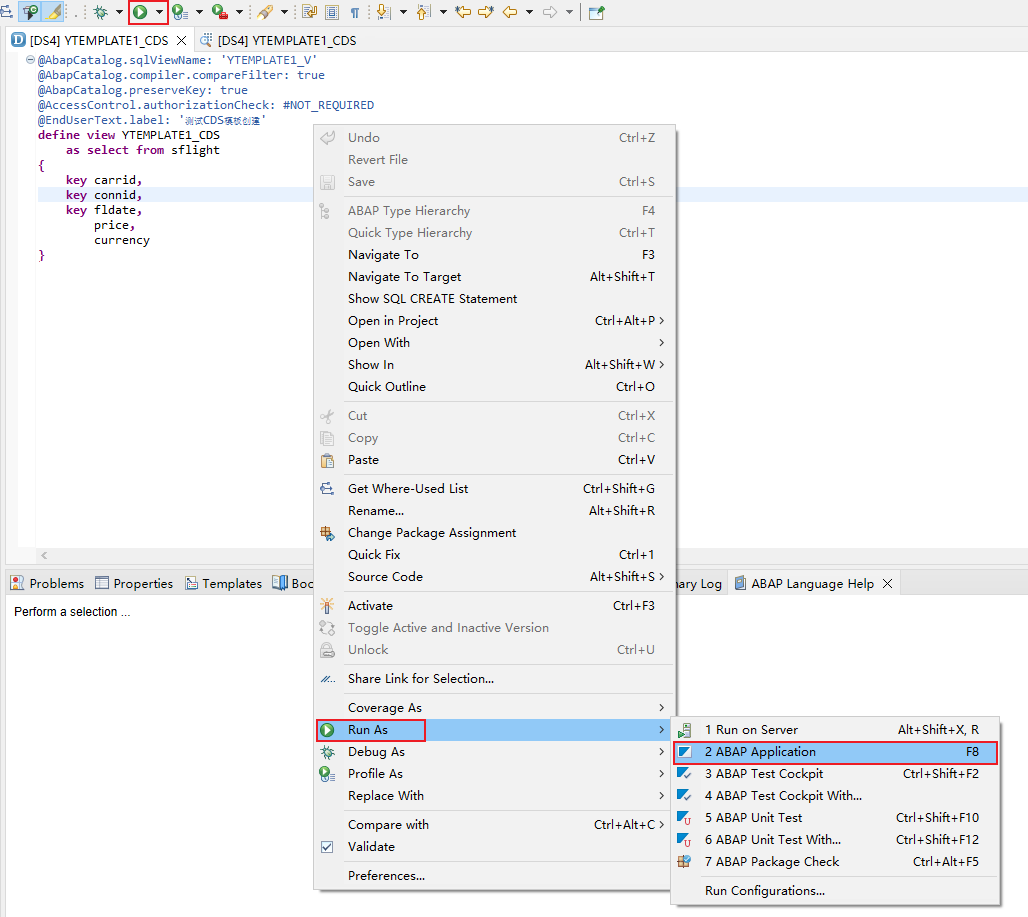 [DS4] YTEMPLATE1_CDS
[DS4] YTEMPLATE1_CDS
@AbapCatalog.sqlViewName: 'YTEMPLATE1_V'
@AbapCatalog.compiler.compareFilter: true
@AbapCatalog.preserveKey: true
@AccessControl.authorizationCheck: #NOT_REQUIRED
@EndUserText.label: '测试CDS模板创建'
define view YTEMPLATE1_CDS
as select from sflight
{
key carrid,
key connid,
key fldate,
price,
currency
}
Undo Ctrl+Z
Revert File
Save Ctrl+S
ABAP Type Hierarchy F4
Quick Type Hierarchy Ctrl+T
Navigate To F3
Navigate To Target Alt+Shift+T
Show SQL CREATE Statement
Open in Project Ctrl+Alt+P >
Open With >
Show In Alt+Shift+W >
Quick Outline Ctrl+O
Cut Ctrl+X
Copy Ctrl+C
Paste Ctrl+V
Get Where-Used List Ctrl+Shift+G
Rename... Alt+Shift+R
Change Package Assignment
Quick Fix Ctrl+1
Source Code Alt+Shift+S >
Activate Ctrl+F3
Toggle Active and Inactive Version
Unlock Ctrl+U
Share Link for Selection...
Coverage As >
Run As >
Debug As >
Profile As >
Replace With >
Compare with Ctrl+Alt+C >
Validate
Preferences...
1 Run on Server Alt+Shift+X, R
2 ABAP Application F8
3 ABAP Test Cockpit Ctrl+Shift+F2
4 ABAP Test Cockpit With...
5 ABAP Unit Test Ctrl+Shift+F10
6 ABAP Unit Test With... Ctrl+Shift+F12
7 ABAP Package Check Ctrl+Alt+F5
Run Configurations...
Problems Properties Templates Boo nary Log ABAP Language Help
Perform a selection ...